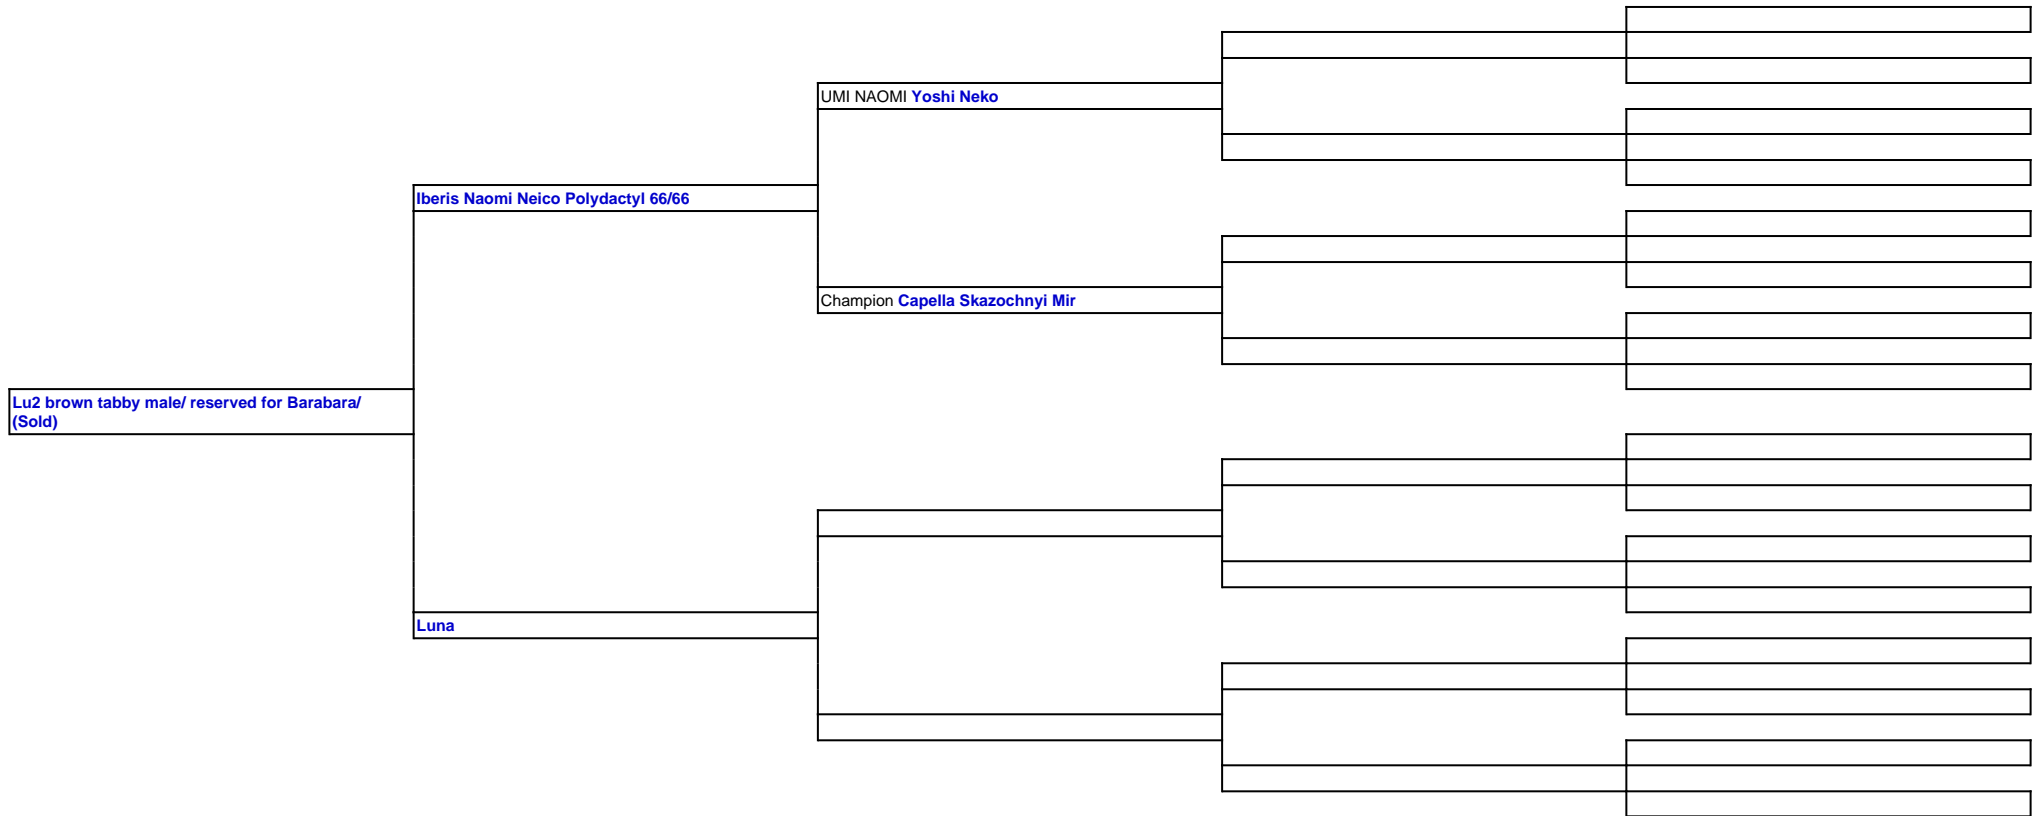 UMI NAOMI Yoshi Neko
Iberis Naomi Neico Polydactyl 66/66
Champion Capella Skazochnyi Mir
Lu2 brown tabby male/ reserved for Barabara/
(Sold)
Luna